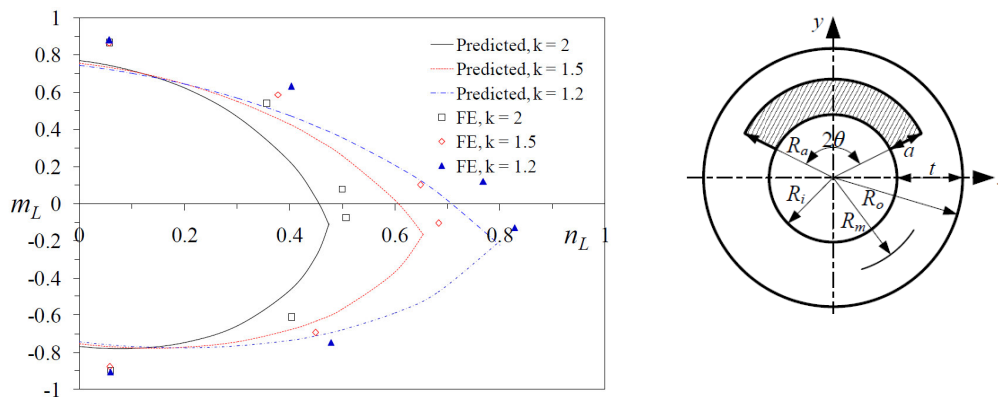 1
0.8
0.6
0.4
0.2
0
-0.2
-0.4
-0.6
-0.8
-1
m_L
0 0.2 0.4 0.6 0.8 1
n_L
Predicted, k = 2
Predicted, k = 1.5
Predicted, k = 1.2
FE, k = 2
FE, k = 1.5
FE, k = 1.2
y
2θ
R_a
a
t
R_i
R_o
R_m